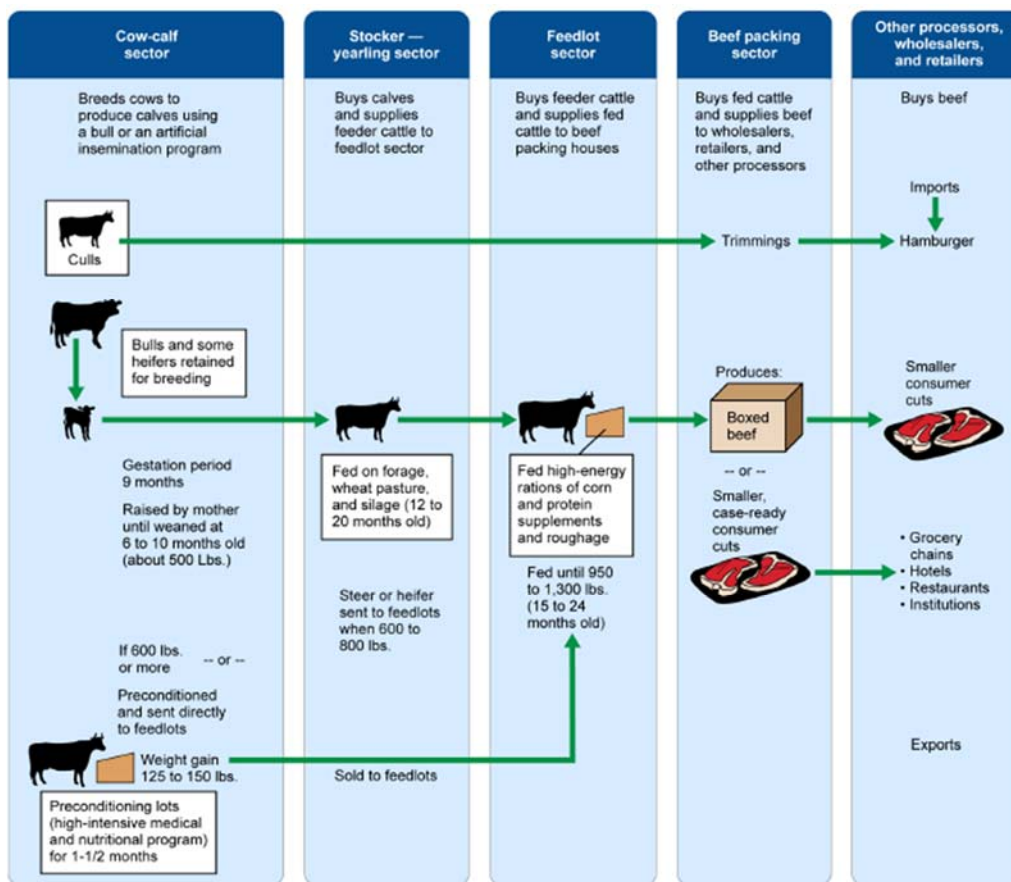 Cow-calf
sector
Breeds cows to
produce calves using
a bull or an artificial
insemination program
Culls
Bulls and some
heifers retained
for breeding
Gestation period
9 months
Raised by mother
until weaned at
6 to 10 months old
(about 500 Lbs.)
If 600 lbs.
or more
-- or --
Preconditioned
and sent directly
to feedlots
Weight gain
125 to 150 lbs.
Preconditioning lots
(high-intensive medical
and nutritional program)
for 1-1/2 months
Stocker —
yearling sector
Buys calves
and supplies
feeder cattle to
feedlot sector
Fed on forage,
wheat pasture,
and silage (12 to
20 months old)
Steer or heifer
sent to feedlots
when 600 to
800 lbs.
Sold to feedlots
Feedlot
sector
Buys feeder cattle
and supplies fed
cattle to beef
packing houses
Fed high-energy
rations of corn
and protein
supplements
and roughage
Fed until 950
to 1,300 lbs.
(15 to 24
months old)
Beef packing
sector
Buys fed cattle
and supplies beef
to wholesalers,
retailers, and
other processors
Trimmings
Produces:
Boxed
beef
-- or --
Smaller,
case-ready
consumer
cuts
Other processors,
wholesalers,
and retailers
Buys beef
Imports
Hamburger
Smaller
consumer
cuts
• Grocery
chains
• Hotels
• Restaurants
• Institutions
Exports